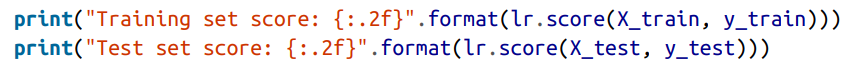 print("Training set score: {:.2f}".format(lr.score(X_train, y_train)))
print("Test set score: {:.2f}".format(lr.score(X_test, y_test)))